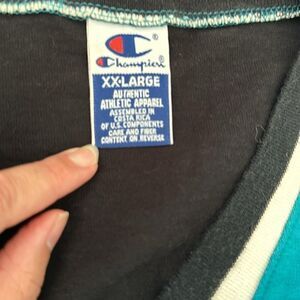 Champion
XX-LARGE
AUTHENTIC
ATHLETIC APPAREL
ASSEMBLED IN
COSTA RICA
OF U.S. COMPONENTS
CARE AND FIBER
CONTENT ON REVERSE